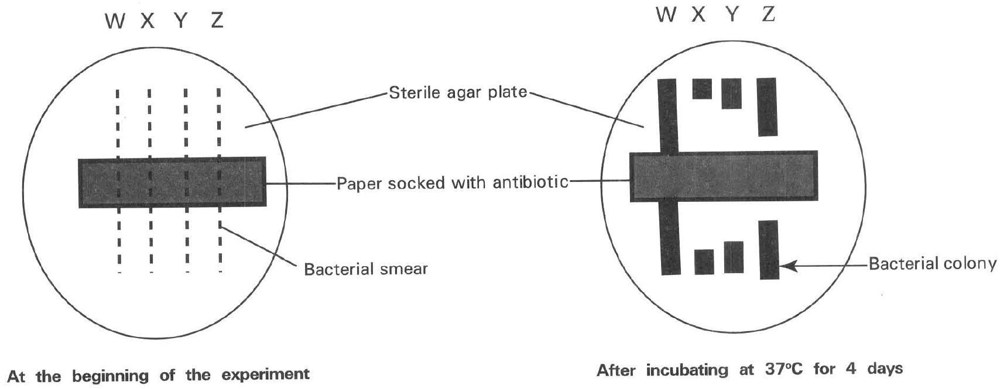 W X Y Z
W X Y Z
Sterile agar plate
Paper socked with antibiotic
Bacterial smear
Bacterial colony
At the beginning of the experiment
After incubating at 37ºC for 4 days